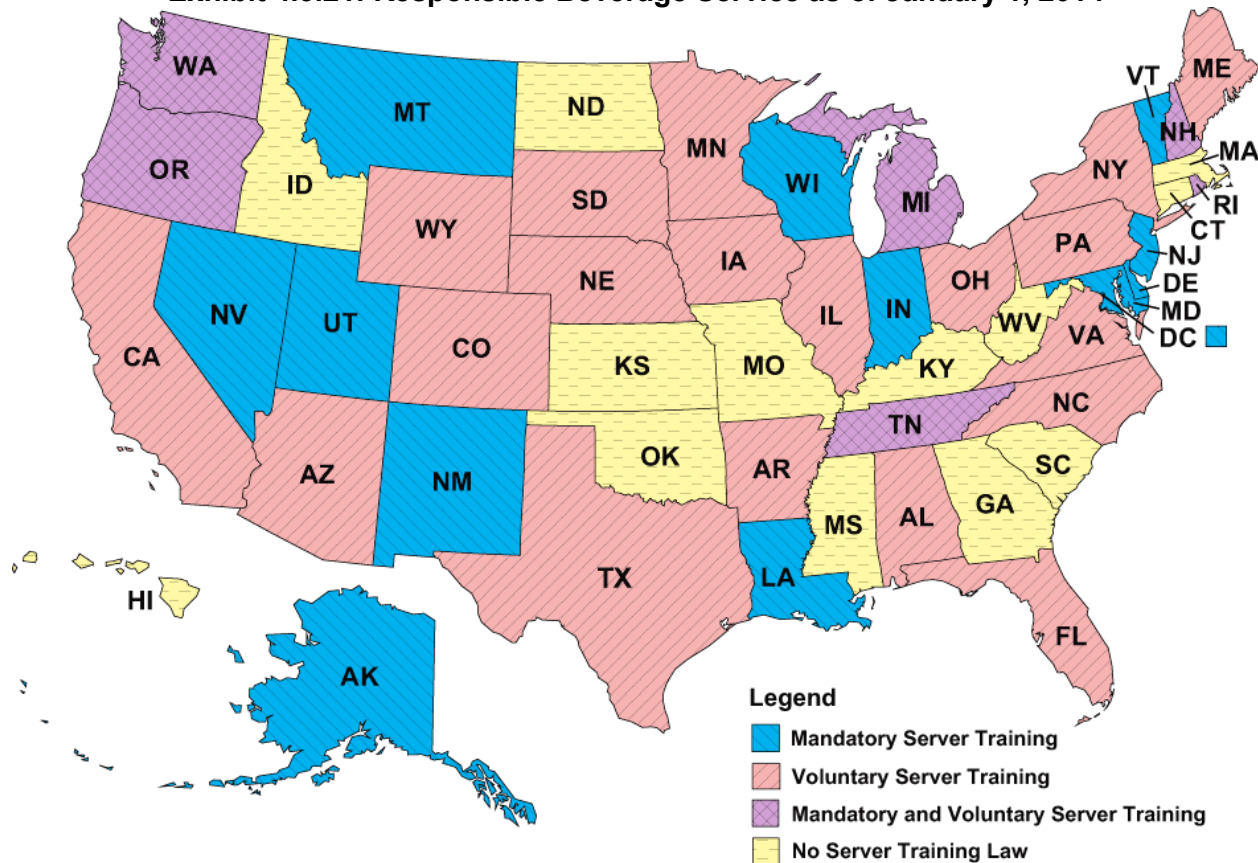 WA
MT
ND
MN
VT
ME
NH
MA
OR
ID
WI
NY
MI
SD
RI
WY
CT
PA
IA
NJ
NE
OH
DE
NV
IL
IN
MD
UT
WV
DC
VA
CO
CA
KS
MO
KY
NC
TN
OK
AR
SC
AZ
NM
GA
MS
AL
TX
LA
HI
FL
AK
Legend
Mandatory Server Training
Voluntary Server Training
Mandatory and Voluntary Server Training
No Server Training Law